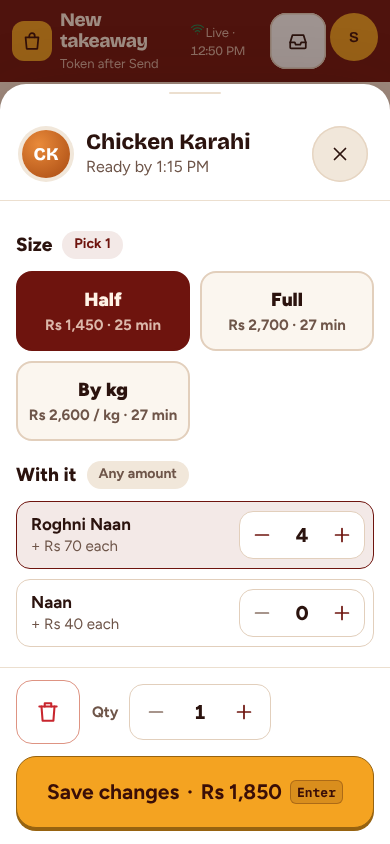 New
takeaway
Token after Send
Live ·
12:50 PM
S
CK
Chicken Karahi
Ready by 1:15 PM
Size
Pick 1
Half
Rs 1,450 · 25 min
Full
Rs 2,700 · 27 min
By kg
Rs 2,600 / kg · 27 min
With it
Any amount
Roghni Naan
+ Rs 70 each
4
Naan
+ Rs 40 each
0
Qty
1
Save changes · Rs 1,850 Enter